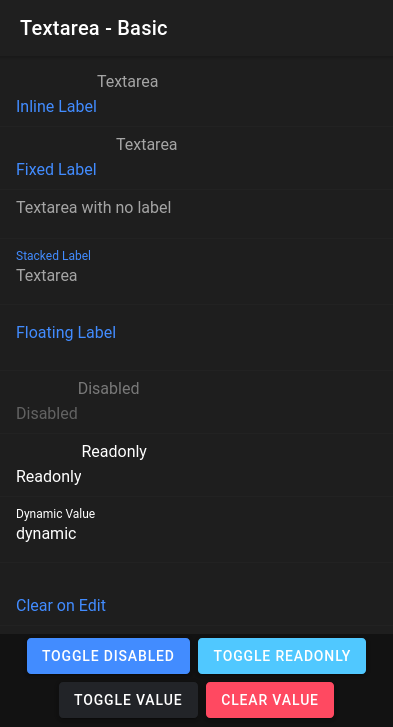 Textarea - Basic
Textarea
Inline Label
Textarea
Fixed Label
Textarea with no label
Stacked Label
Textarea
Floating Label
Disabled
Disabled
Readonly
Readonly
Dynamic Value
dynamic
Clear on Edit
TOGGLE DISABLED TOGGLE READONLY
TOGGLE VALUE CLEAR VALUE